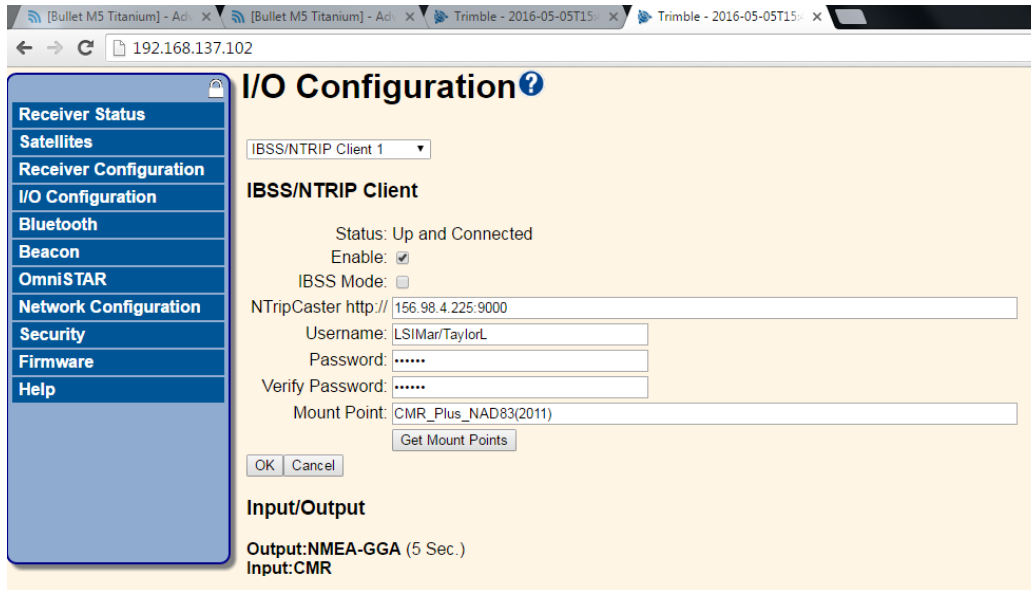 [Bullet M5 Titanium] - Adv
[Bullet M5 Titanium] - Adv
Trimble - 2016-05-05T15:
Trimble - 2016-05-05T15:
192.168.137.102
Receiver Status
Satellites
Receiver Configuration
I/O Configuration
Bluetooth
Beacon
OmniSTAR
Network Configuration
Security
Firmware
Help
I/O Configuration
IBSS/NTRIP Client 1
IBSS/NTRIP Client
Status: Up and Connected
Enable:
IBSS Mode:
NTripCaster http:// 156.98.4.225:9000
Username: LSIMar/TaylorL
Password: ••••••
Verify Password: ••••••
Mount Point: CMR_Plus_NAD83(2011)
Get Mount Points
OK Cancel
Input/Output
Output:NMEA-GGA (5 Sec.)
Input:CMR